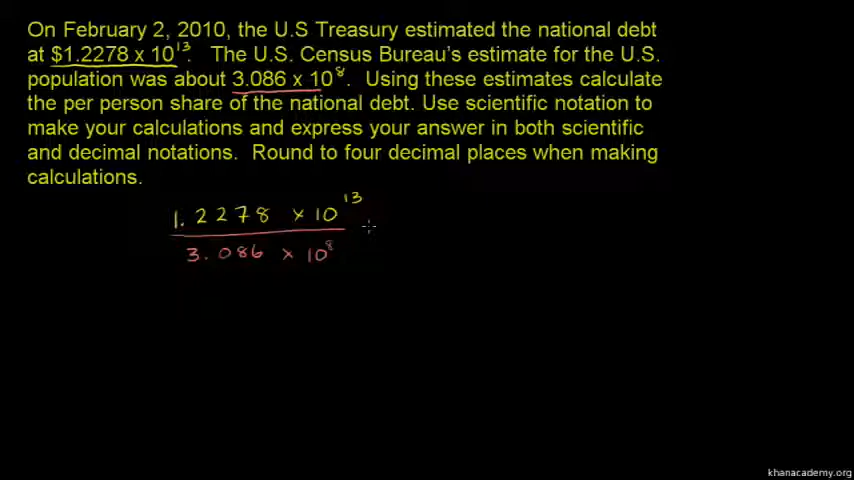 On February 2, 2010, the U.S Treasury estimated the national debt
at $1.2278 x 10¹³. The U.S. Census Bureau's estimate for the U.S.
population was about 3.086 x 10⁸. Using these estimates calculate
the per person share of the national debt. Use scientific notation to
make your calculations and express your answer in both scientific
and decimal notations. Round to four decimal places when making
calculations.
1.2278 × 10¹³
3.086 × 10⁸
khanacademy.org